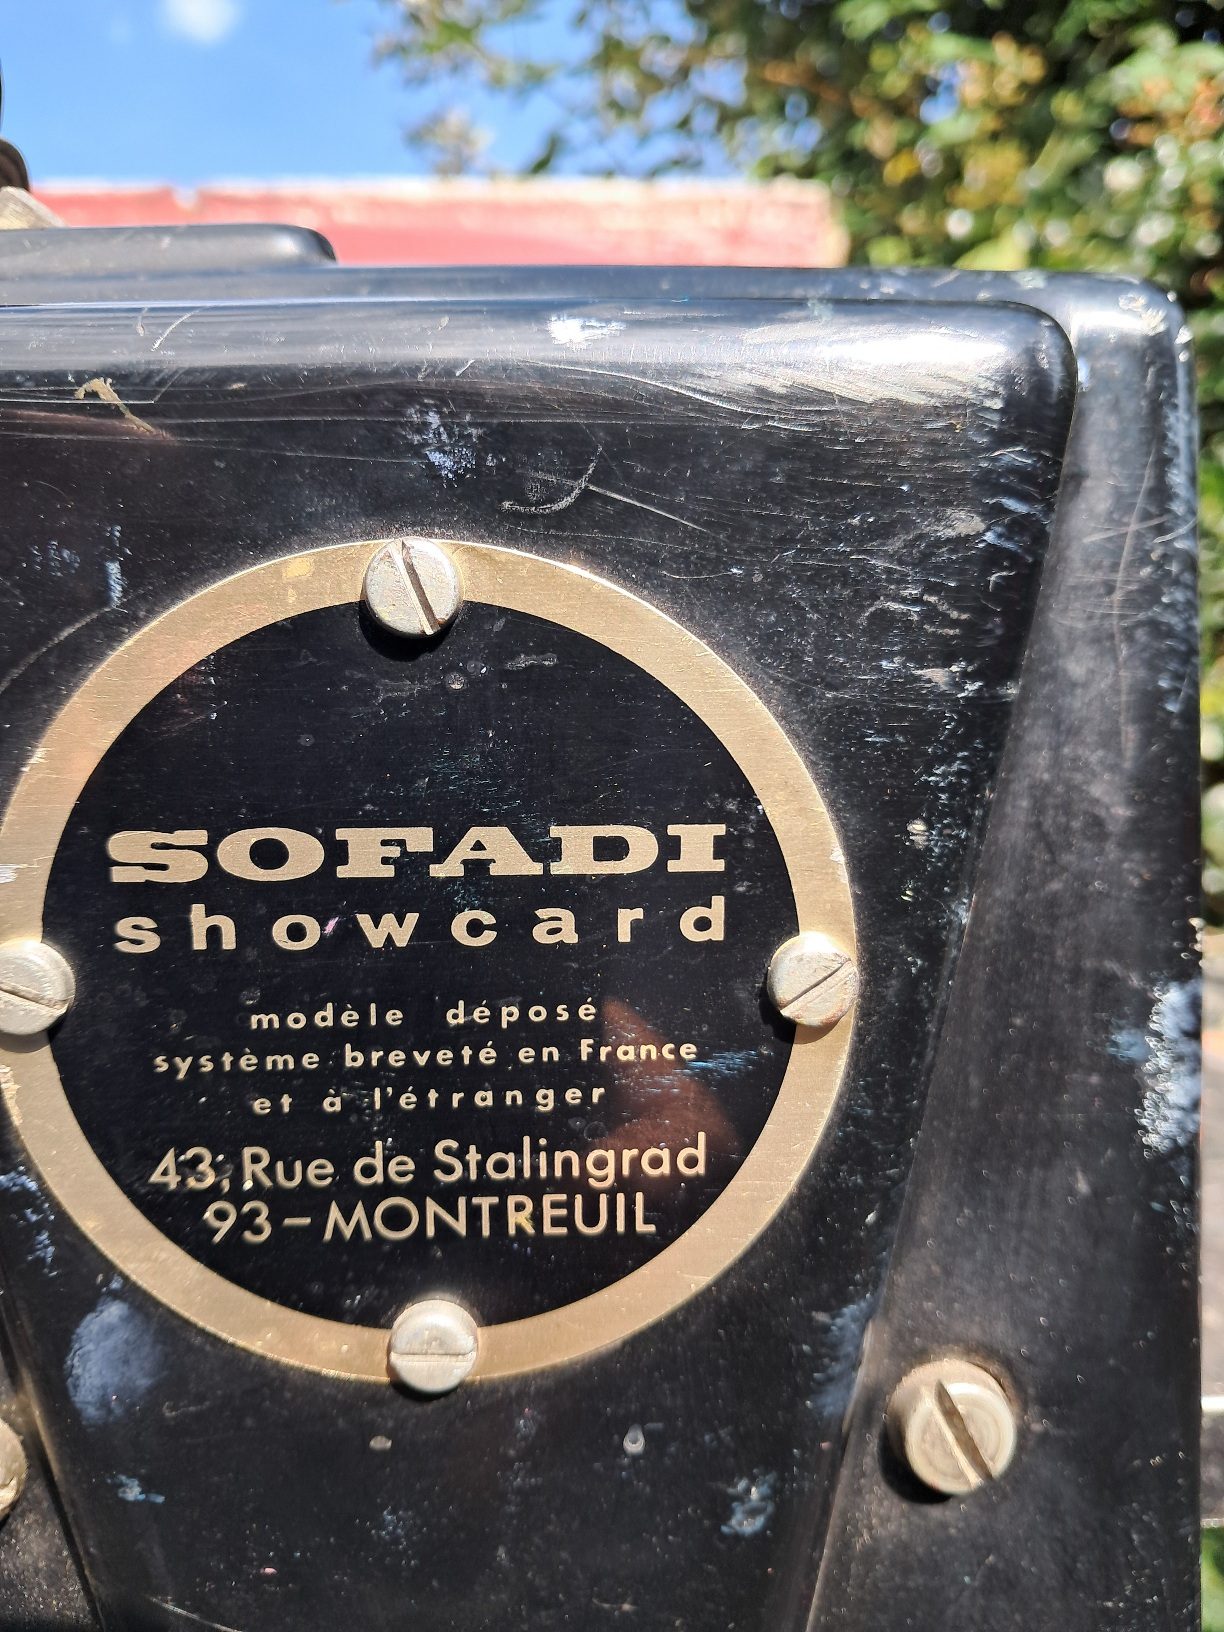 SOFADI
showcard
modèle déposé
système breveté en France
et à l'étranger
43, Rue de Stalingrad
93-MONTREUIL